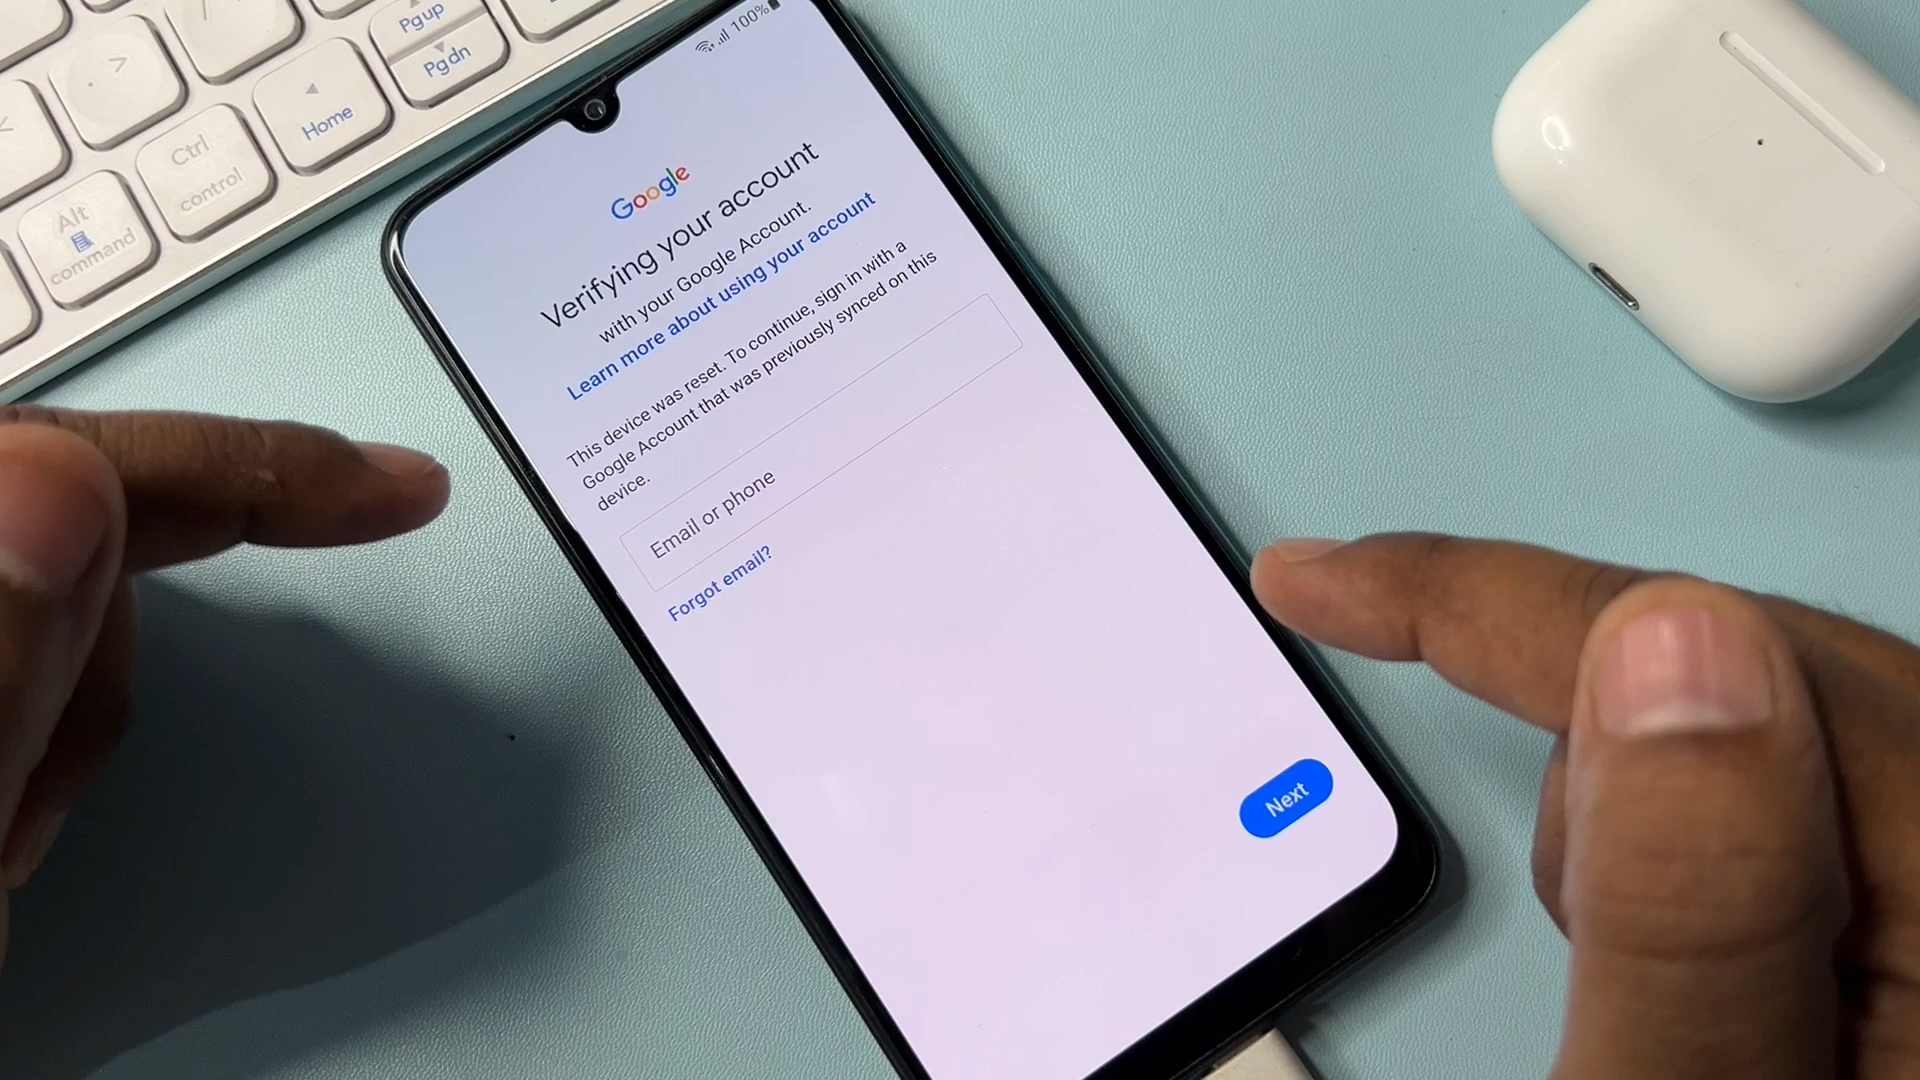 Pgup
Pgdn
Home
Ctrl
control
Alt
command
100%
Google
Verifying your account
with your Google Account.
Learn more about using your account
This device was reset. To continue, sign in with a
Google Account that was previously synced on this
device.
Email or phone
Forgot email?
Next